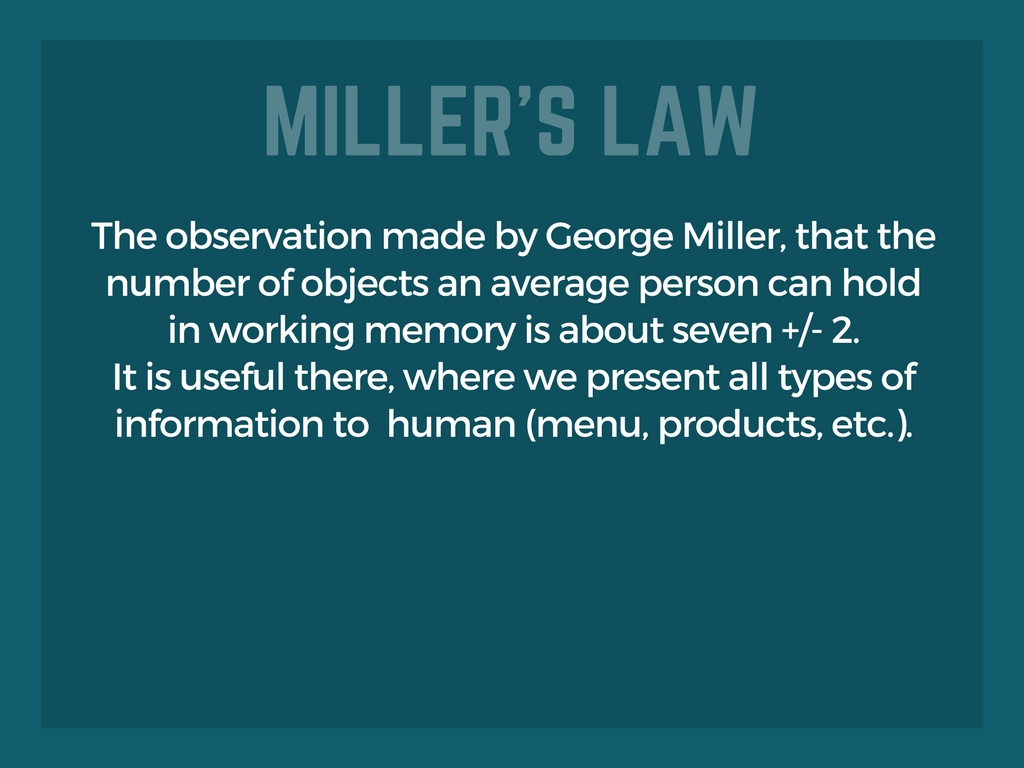 MILLER'S LAW
The observation made by George Miller, that the
number of objects an average person can hold
in working memory is about seven +/- 2.
It is useful there, where we present all types of
information to  human (menu, products, etc.).